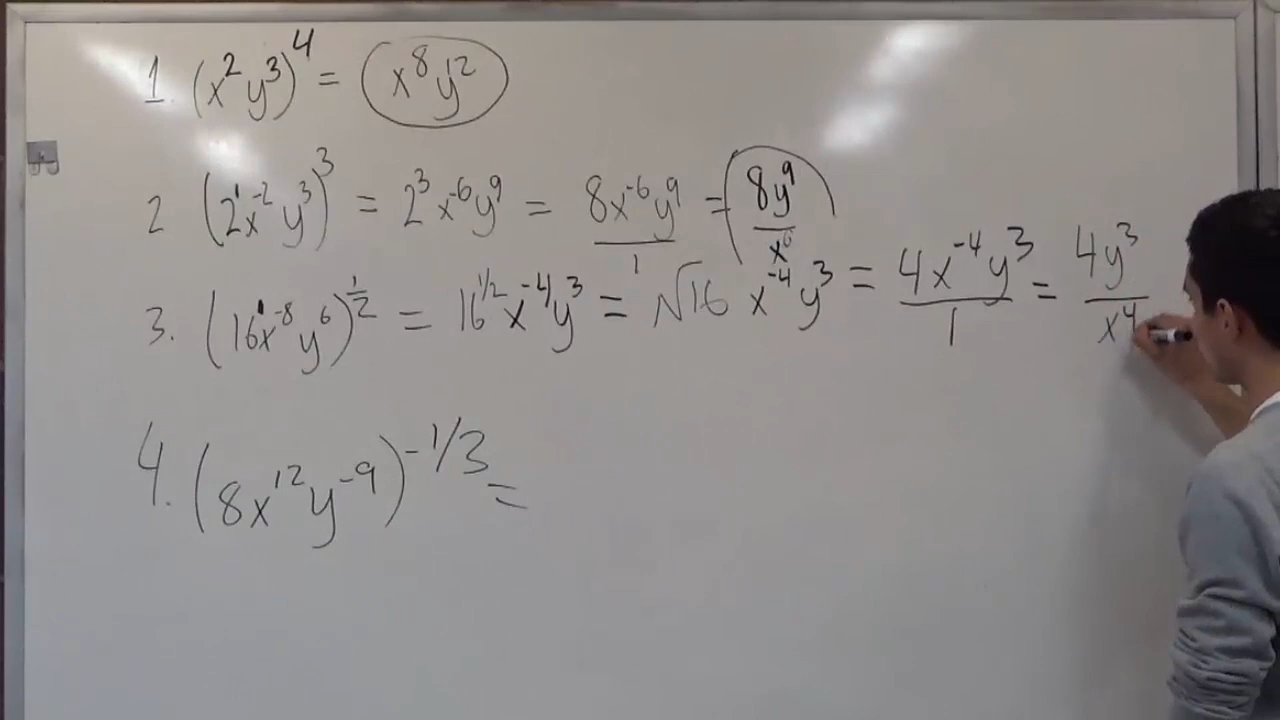 1. (x²y³)⁴ = x⁸y¹²
2 (2¹x⁻²y³)³ = 2³x⁻⁶y⁹ = 8x⁻⁶y⁹/1 = 8y⁹/x⁶
3. (16¹x⁻⁸y⁶)^½ = 16^1/2 x⁻⁴y³ = √16 x⁻⁴y³ = 4x⁻⁴y³/1 = 4y³/x⁴
4. (8x¹²y⁻⁹)^-1/3 =